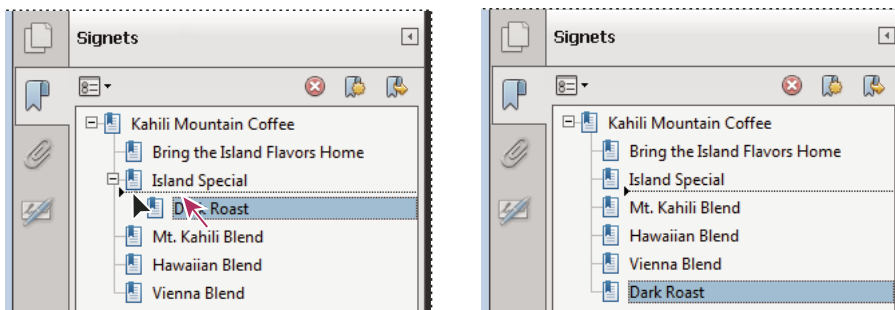 Signets
Kahili Mountain Coffee
Bring the Island Flavors Home
Island Special
Dark Roast
Mt. Kahili Blend
Hawaiian Blend
Vienna Blend
Signets
Kahili Mountain Coffee
Bring the Island Flavors Home
Island Special
Mt. Kahili Blend
Hawaiian Blend
Vienna Blend
Dark Roast